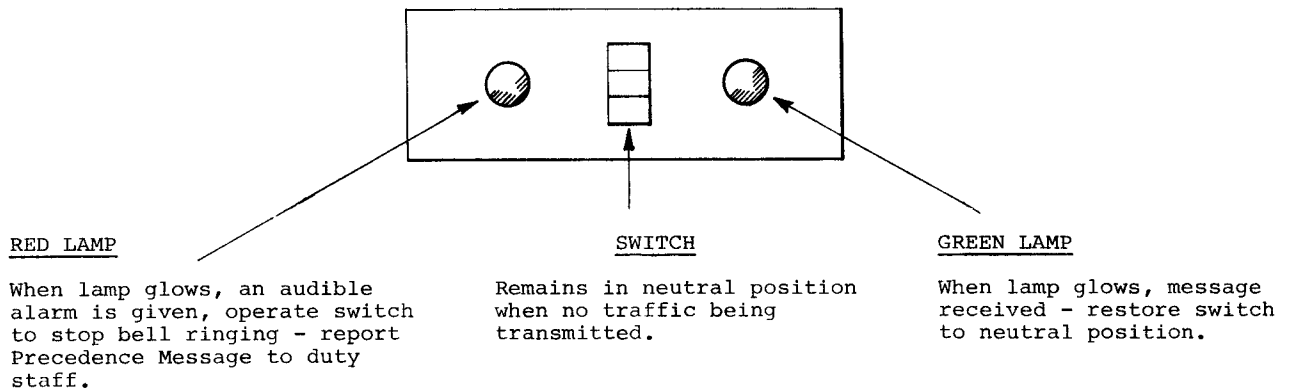 RED LAMP
When lamp glows, an audible
alarm is given, operate switch
to stop bell ringing - report
Precedence Message to duty
staff.
SWITCH
Remains in neutral position
when no traffic being
transmitted.
GREEN LAMP
When lamp glows, message
received - restore switch
to neutral position.